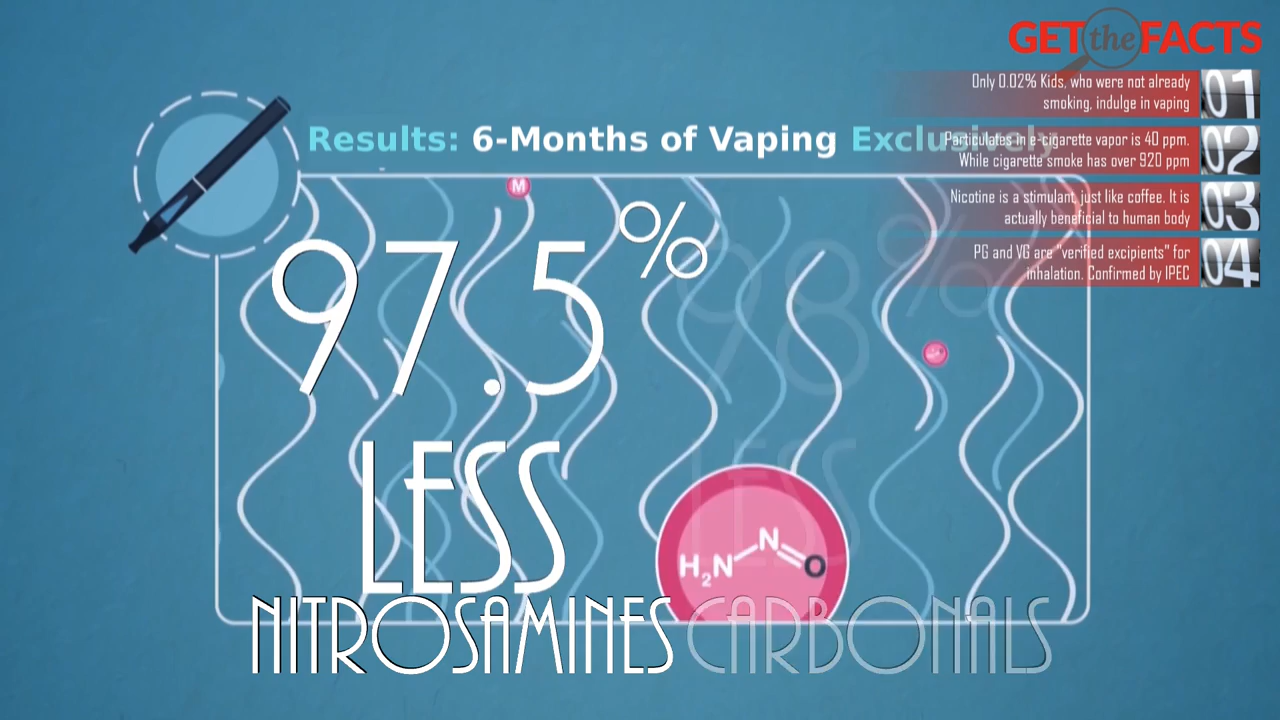 GET the FACTS
Only 0.02% Kids, who were not already
smoking, indulge in vaping
01
Results: 6-Months of Vaping Exclusively
Particulates in e-cigarette vapor is 40 ppm.
While cigarette smoke has over 920 ppm
02
Nicotine is a stimulant, just like coffee. It is
actually beneficial to human body
03
PG and VG are "verified excipients" for
inhalation. Confirmed by IPEC
04
M
97.5%
98%
LESS
LESS
H2N N O
NITROSAMINES CARBONALS